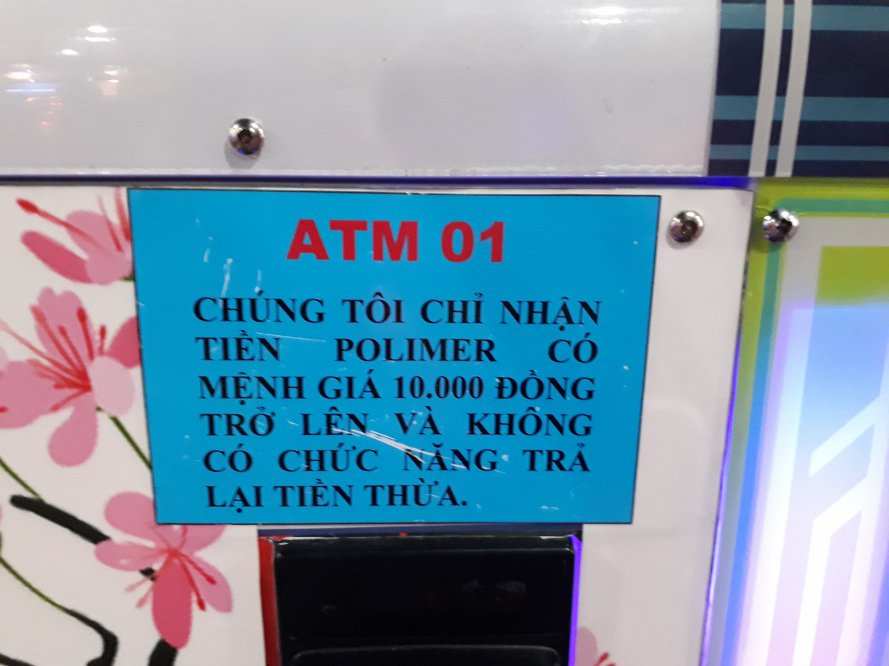 ATM 01
CHÚNG TÔI CHỈ NHẬN
TIỀN POLIMER CÓ
MỆNH GIÁ 10.000 ĐỒNG
TRỞ LÊN VÀ KHÔNG
CÓ CHỨC NĂNG TRẢ
LẠI TIỀN THỪA.